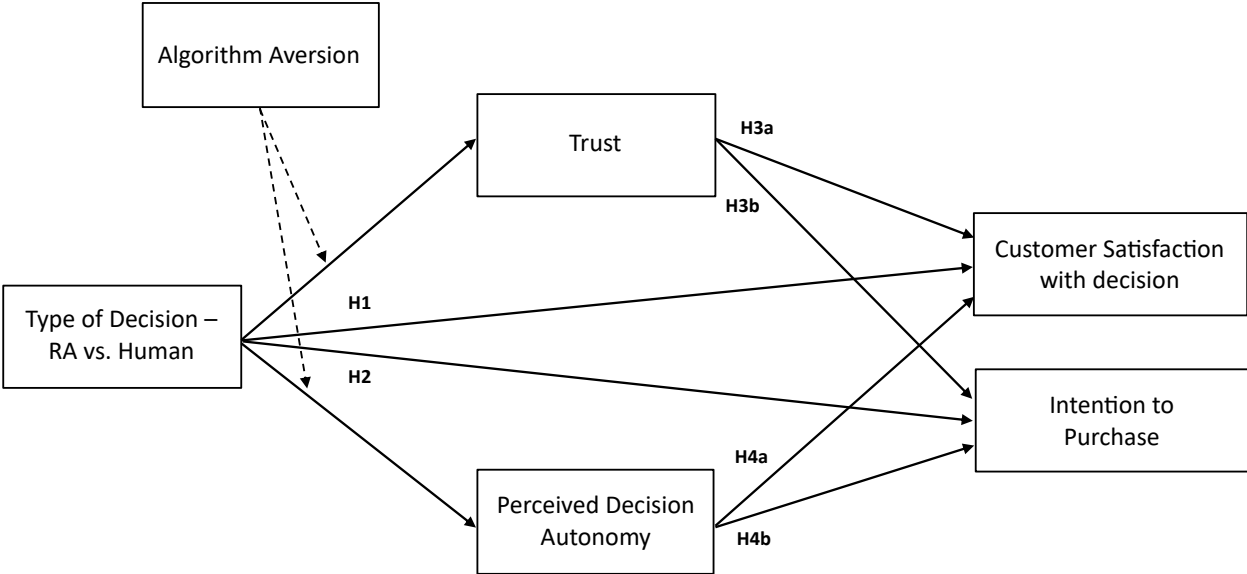 Algorithm Aversion
Trust
H3a
H3b
Customer Satisfaction
with decision
Type of Decision –
RA vs. Human
H1
H2
Intention to
Purchase
H4a
Perceived Decision
Autonomy
H4b